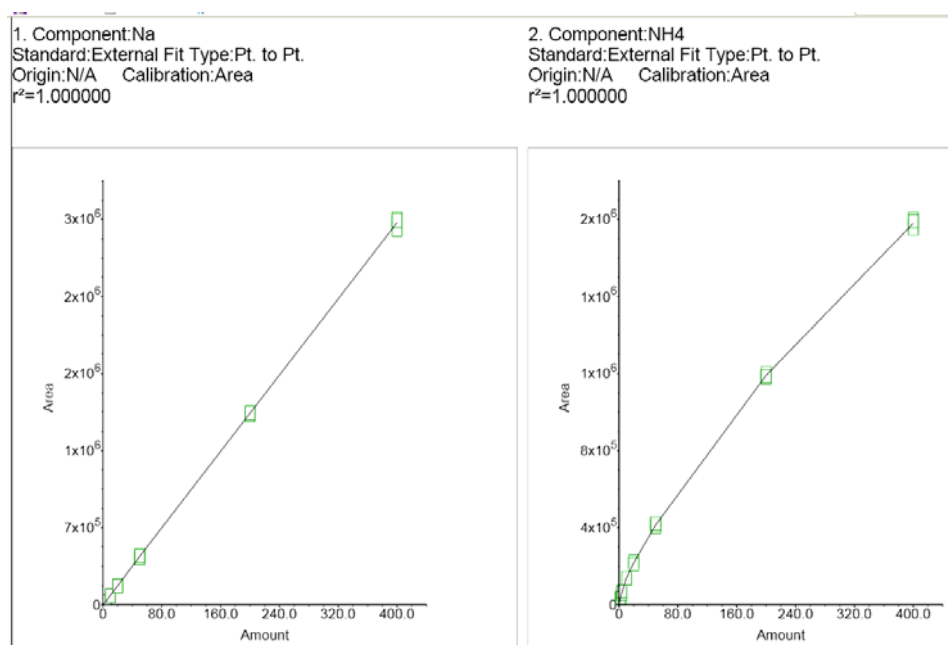 1. Component:Na
Standard:External Fit Type:Pt. to Pt.
Origin:N/A Calibration:Area
r²=1.000000
3x10⁶
2x10⁶
2x10⁶
1x10⁶
7x10⁵
0
Area
0 80.0 160.0 240.0 320.0 400.0
Amount
2. Component:NH4
Standard:External Fit Type:Pt. to Pt.
Origin:N/A Calibration:Area
r²=1.000000
2x10⁶
1x10⁶
1x10⁶
8x10⁵
4x10⁵
0
Area
0 80.0 160.0 240.0 320.0 400.0
Amount